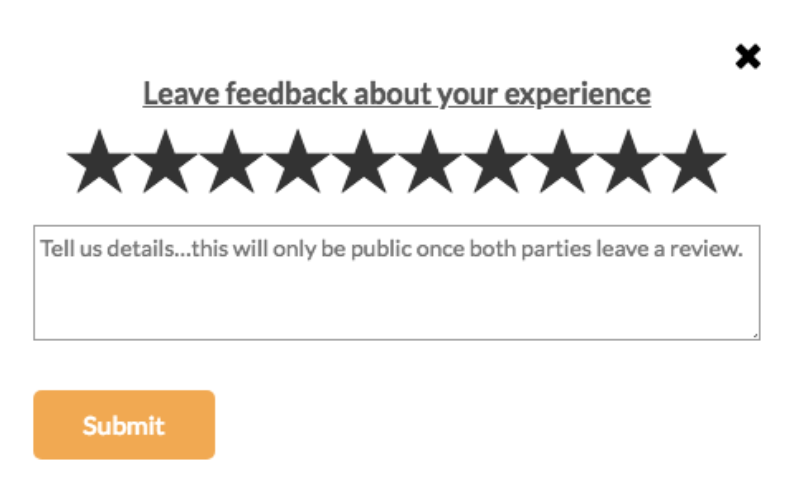 Leave feedback about your experience
Tell us details...this will only be public once both parties leave a review.
Submit